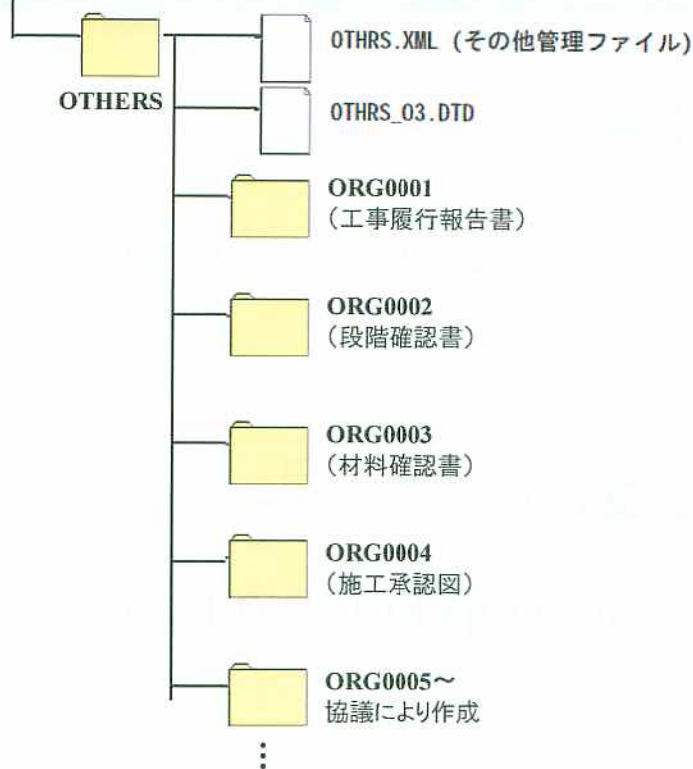 OTHRS.XML (その他管理ファイル)
OTHERS
OTHRS_03.DTD
ORG0001
（工事履行報告書）
ORG0002
（段階確認書）
ORG0003
（材料確認書）
ORG0004
（施工承認図）
ORG0005～
協議により作成
⋮